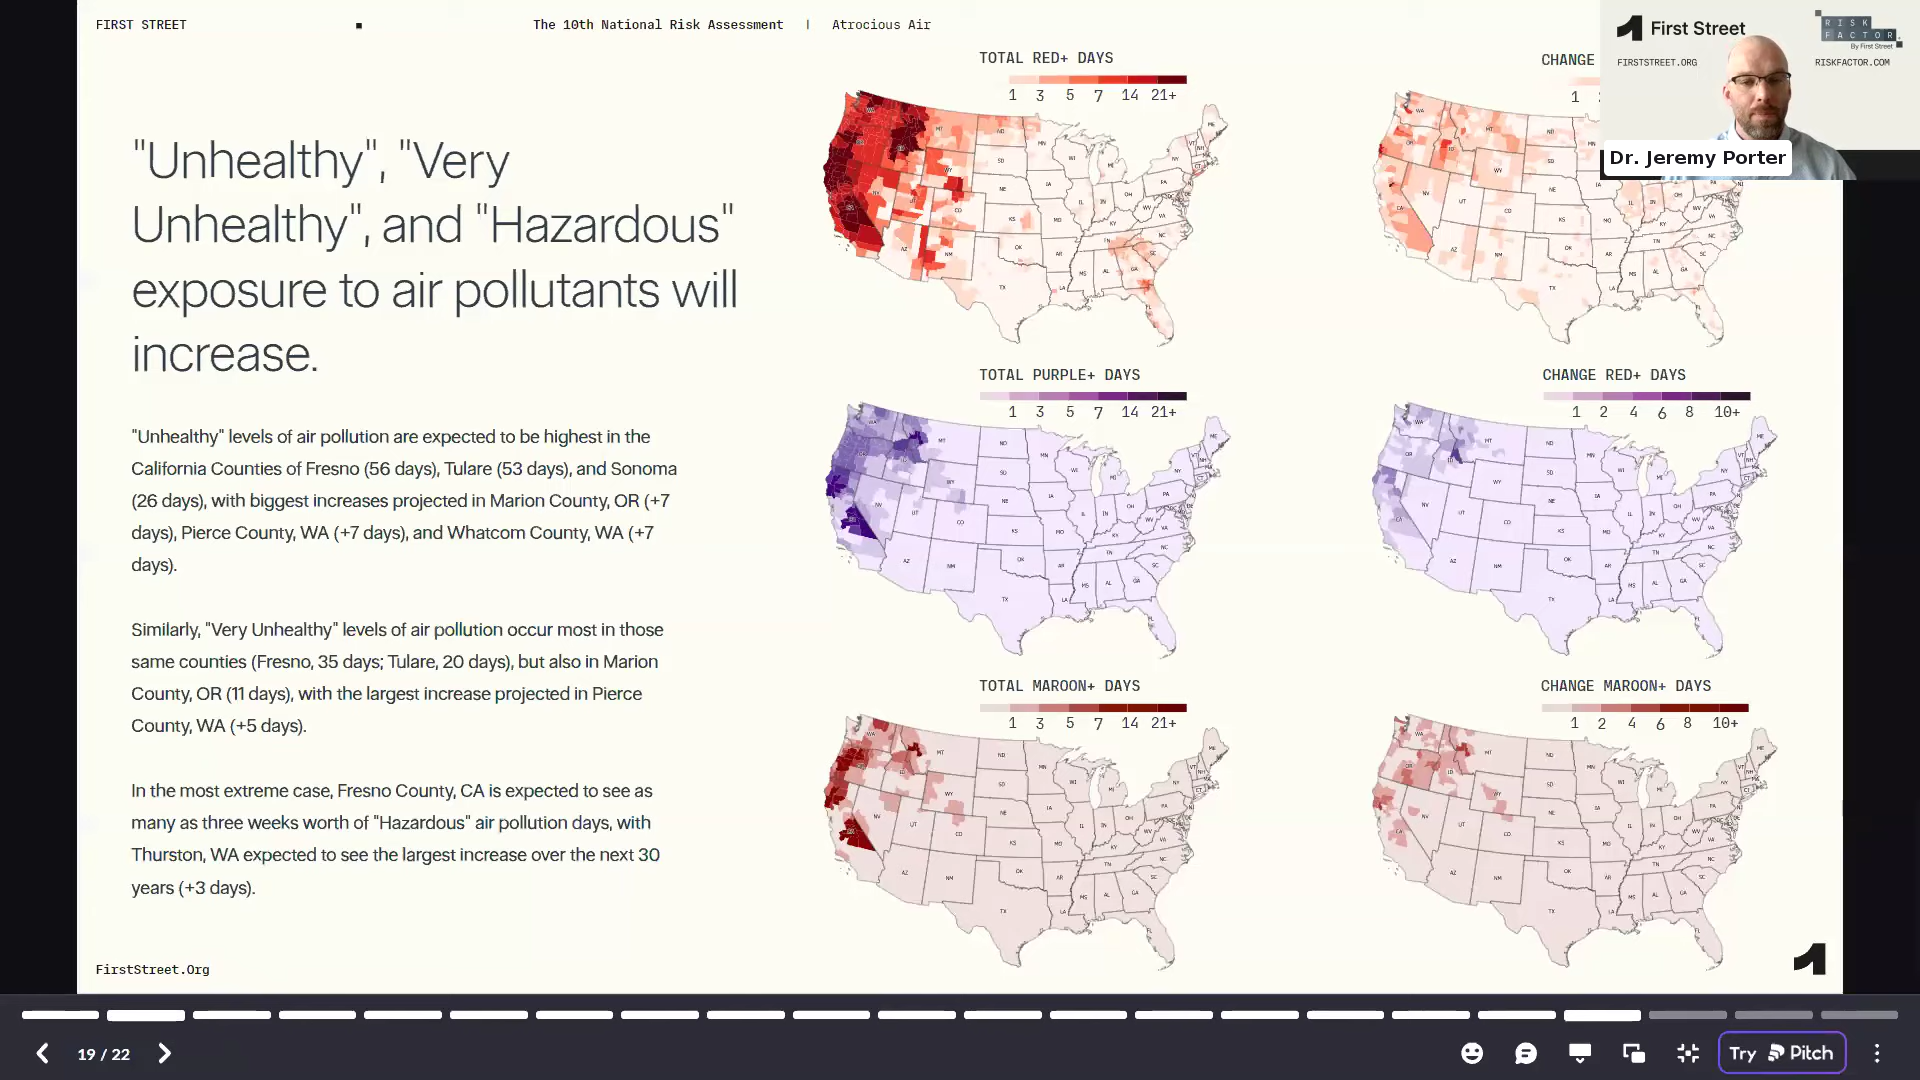 FIRST STREET
The 10th National Risk Assessment | Atrocious Air
First Street
FIRSTSTREET.ORG
RISK
FACTOR
By First Street
RISKFACTOR.COM
Dr. Jeremy Porter
"Unhealthy", "Very
Unhealthy", and "Hazardous"
exposure to air pollutants will
increase.
"Unhealthy" levels of air pollution are expected to be highest in the
California Counties of Fresno (56 days), Tulare (53 days), and Sonoma
(26 days), with biggest increases projected in Marion County, OR (+7
days), Pierce County, WA (+7 days), and Whatcom County, WA (+7
days).
Similarly, "Very Unhealthy" levels of air pollution occur most in those
same counties (Fresno, 35 days; Tulare, 20 days), but also in Marion
County, OR (11 days), with the largest increase projected in Pierce
County, WA (+5 days).
In the most extreme case, Fresno County, CA is expected to see as
many as three weeks worth of "Hazardous" air pollution days, with
Thurston, WA expected to see the largest increase over the next 30
years (+3 days).
FirstStreet.Org
TOTAL RED+ DAYS
1 3 5 7 14 21+
CHANGE
1
TOTAL PURPLE+ DAYS
1 3 5 7 14 21+
CHANGE RED+ DAYS
1 2 4 6 8 10+
TOTAL MAROON+ DAYS
1 3 5 7 14 21+
CHANGE MAROON+ DAYS
1 2 4 6 8 10+
19 / 22
Try Pitch